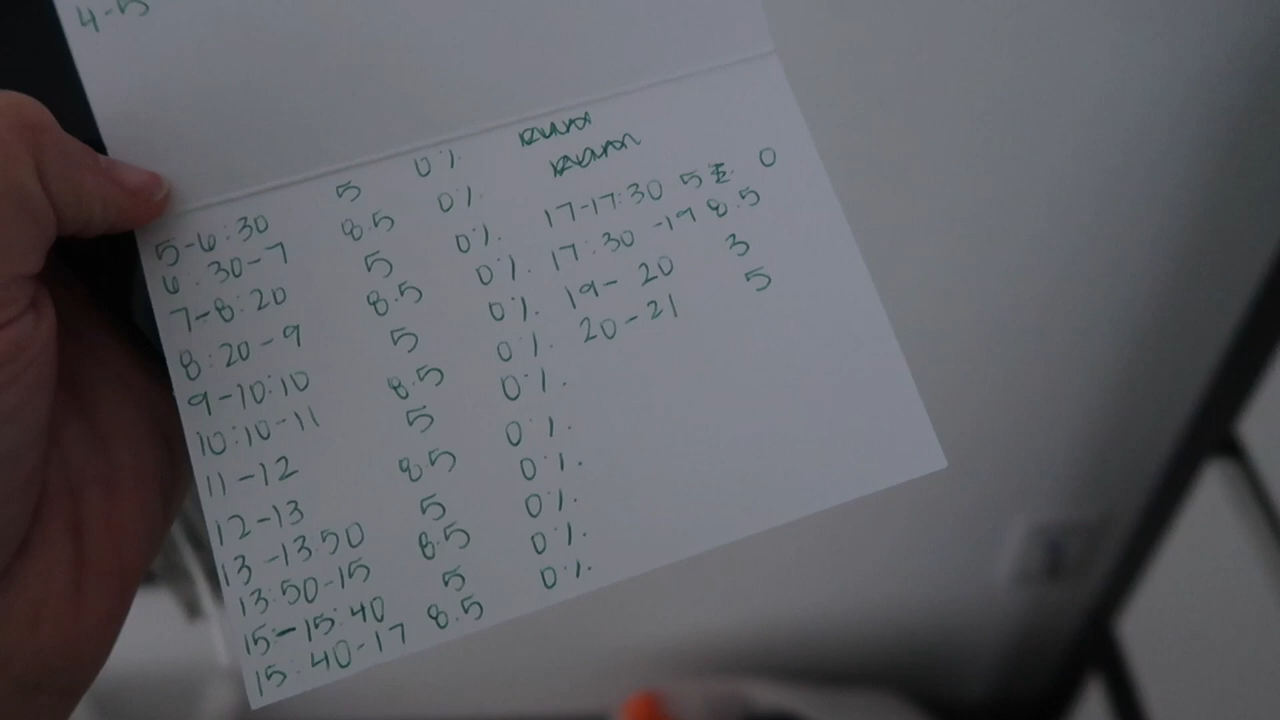 4-5
5-6:30 5 0%
6:30-7 8.5 0%
7-8:20 5 0%
8:20-9 8.5 0%
9-10:10 5 0%
10:10-11 8.5 0%
11-12 5 0%
12-13 8.5 0%
13-13:50 5 0%
13:50-15 8.5 0%
15-15:40 5 0%
15:40-17 8.5 0%
17-17:30 5 0
17:30-19 8.5
19-20 3
20-21 5